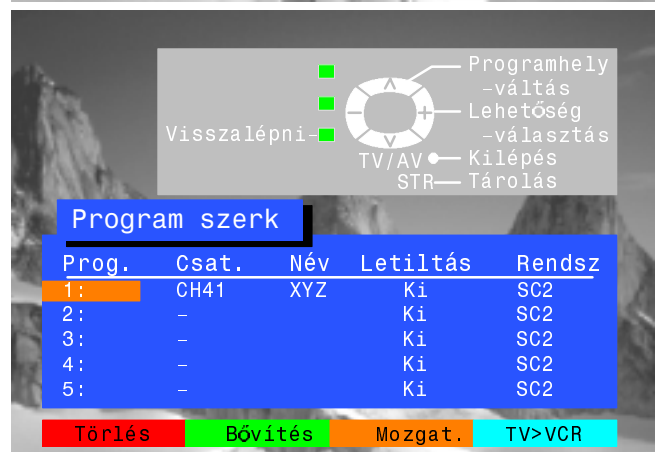 Programhely
-váltás
Lehetőség
Visszalépni- -választás
TV/AV Kilépés
STR Tárolás
Program szerk
Prog. Csat. Név Letiltás Rendsz
1: CH41 XYZ Ki SC2
2: - Ki SC2
3: - Ki SC2
4: - Ki SC2
5: - Ki SC2
Törlés Bővítés Mozgat. TV>VCR